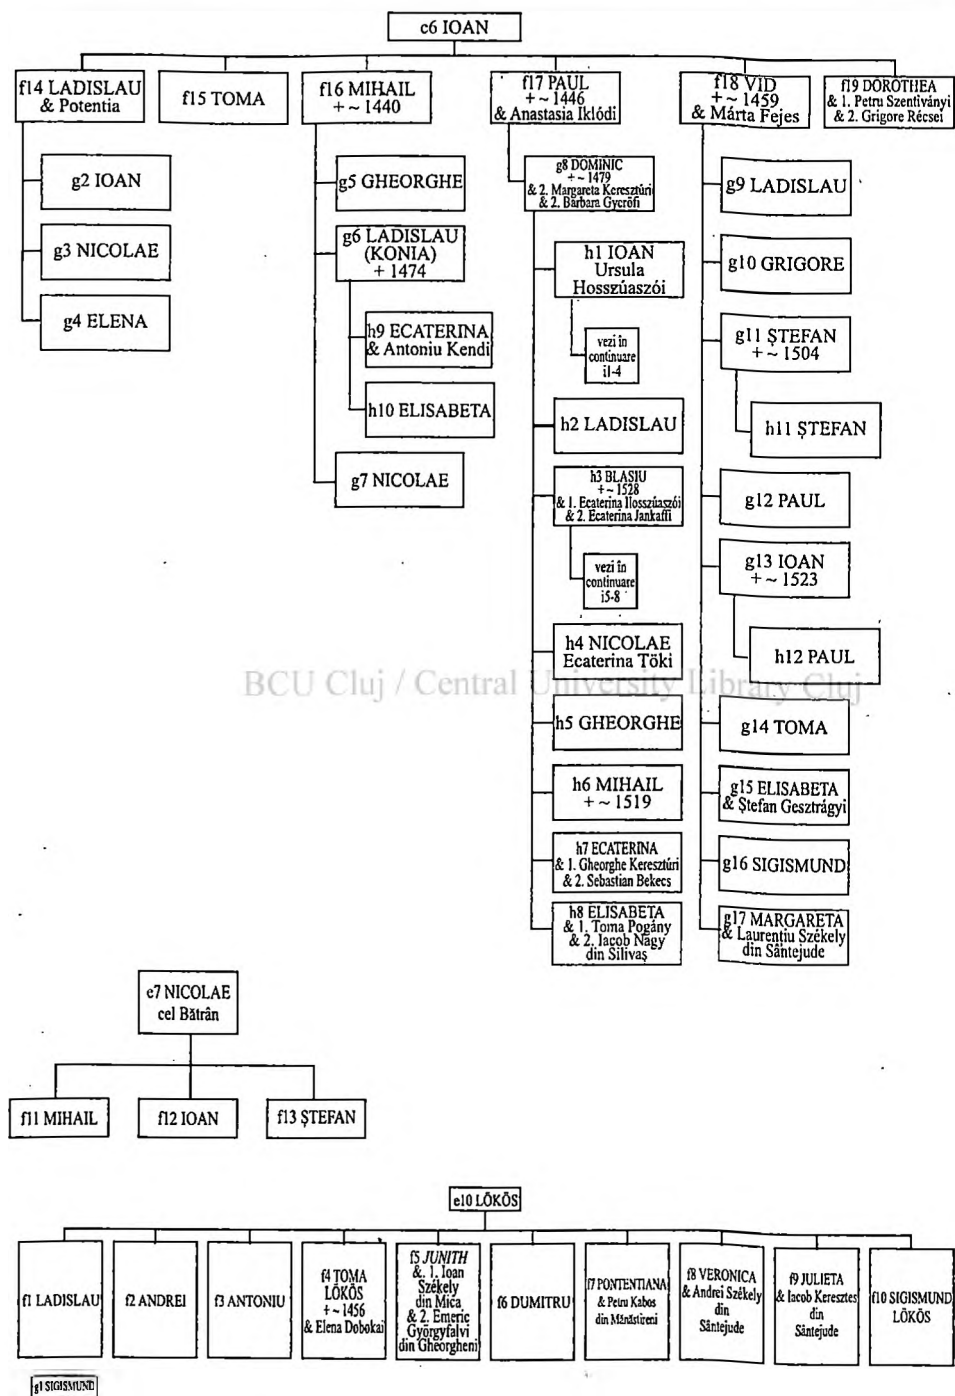 c6 IOAN
f14 LADISLAU
& Potentia
f15 TOMA
f16 MIHAIL
+ ~ 1440
f17 PAUL
+ ~ 1446
& Anastasia Iklódi
f18 VID
+ ~ 1459
& Márta Fejes
f19 DOROTHEA
& 1. Petru Szentiványi
& 2. Grigore Récsei
g2 IOAN
g3 NICOLAE
g4 ELENA
g5 GHEORGHE
g6 LADISLAU
(KONIA)
+ 1474
h9 ECATERINA
& Antoniu Kendi
h10 ELISABETA
g7 NICOLAE
g8 DOMINIC
+ ~ 1479
& 2. Margareta Keresztúri
& 2. Barbara Gyerőfi
h1 IOAN
Ursula
Hosszúaszói
vezi în
continuare
i1-4
h2 LADISLAU
h3 BLASIU
+ ~ 1528
& 1. Ecaterina Hosszúaszói
& 2. Ecaterina Jankaffi
vezi în
continuare
i5-8
h4 NICOLAE
Ecaterina Töki
h5 GHEORGHE
h6 MIHAIL
+ ~ 1519
h7 ECATERINA
& 1. Gheorghe Keresztúri
& 2. Sebastian Bekecs
h8 ELISABETA
& 1. Toma Pogány
& 2. Iacob Nagy
din Silivaş
g9 LADISLAU
g10 GRIGORE
g11 ŞTEFAN
+ ~ 1504
h11 ŞTEFAN
g12 PAUL
g13 IOAN
+ ~ 1523
h12 PAUL
g14 TOMA
g15 ELISABETA
& Ştefan Gesztrágyi
g16 SIGISMUND
g17 MARGARETA
& Laurentiu Székely
din Sântejude
BCU Cluj / Central University Library Cluj
e7 NICOLAE
cel Bătrân
f11 MIHAIL
f12 IOAN
f13 ŞTEFAN
e10 LŐKÖS
f1 LADISLAU
f2 ANDREI
f3 ANTONIU
f4 TOMA
LŐKÖS
+ ~ 1456
& Elena Dobokai
f5 JUNITH
&. 1. Ioan
Székely
din Mica
& 2. Emeric
Györgyfalvi
din Gheorgheni
f6 DUMITRU
f7 PONTENTIANA
& Petru Kabos
din Mănăstireni
f8 VERONICA
& Andrei Székely
din
Sântejude
f9 JULIETA
& Iacob Keresztes
din
Sântejude
f10 SIGISMUND
LŐKÖS
g1 SIGISMUND